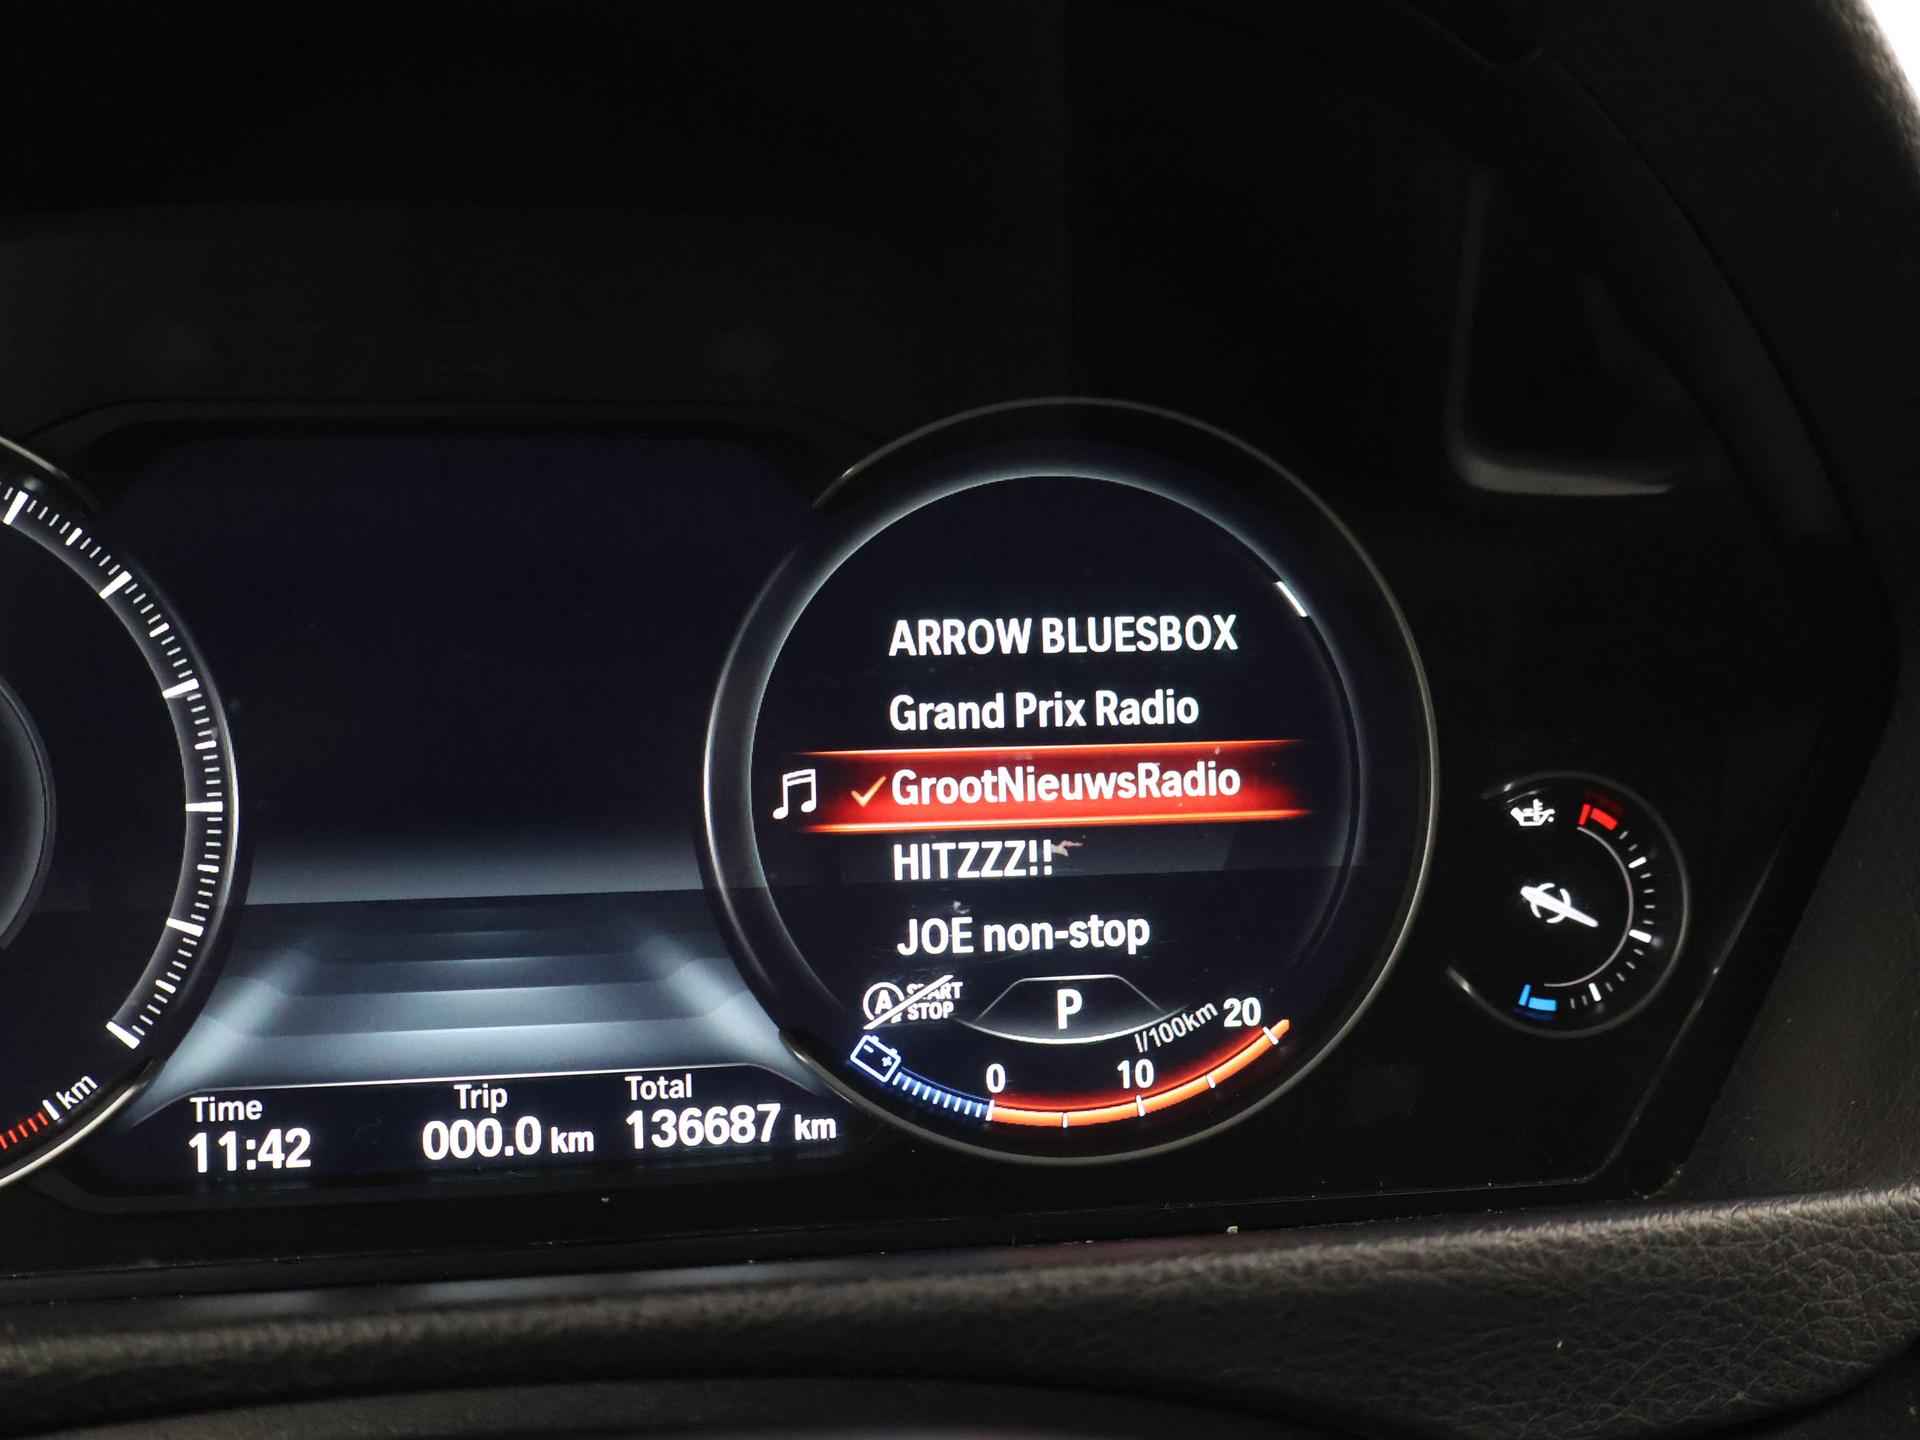 ARROW BLUESBOX
Grand Prix Radio
GrootNieuwsRadio
HITZZZ!!
JOE non-stop
A START
STOP
P
l/100km
20
10
0
- +
km
Time
11:42
Trip
000.0 km
Total
136687 km